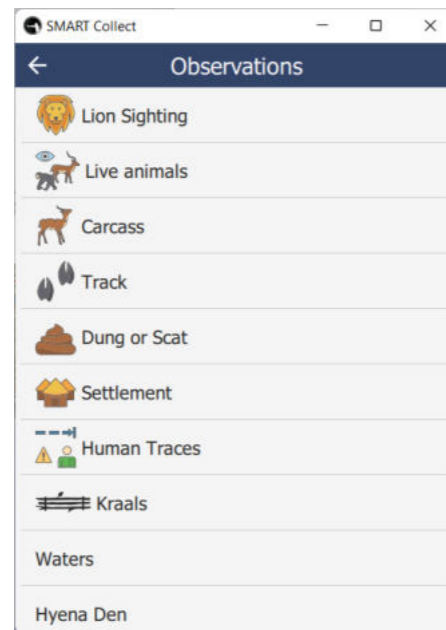 SMART Collect
Observations
Lion Sighting
Live animals
Carcass
Track
Dung or Scat
Settlement
Human Traces
Kraals
Waters
Hyena Den